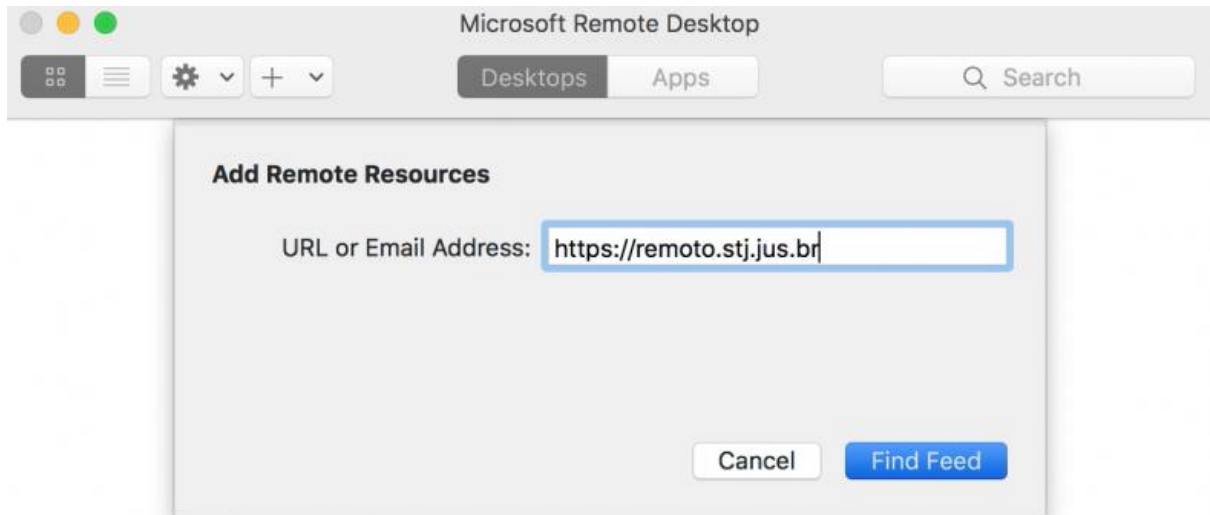 Microsoft Remote Desktop
Desktops Apps Search
Add Remote Resources
URL or Email Address: https://remoto.stj.jus.br
Cancel Find Feed